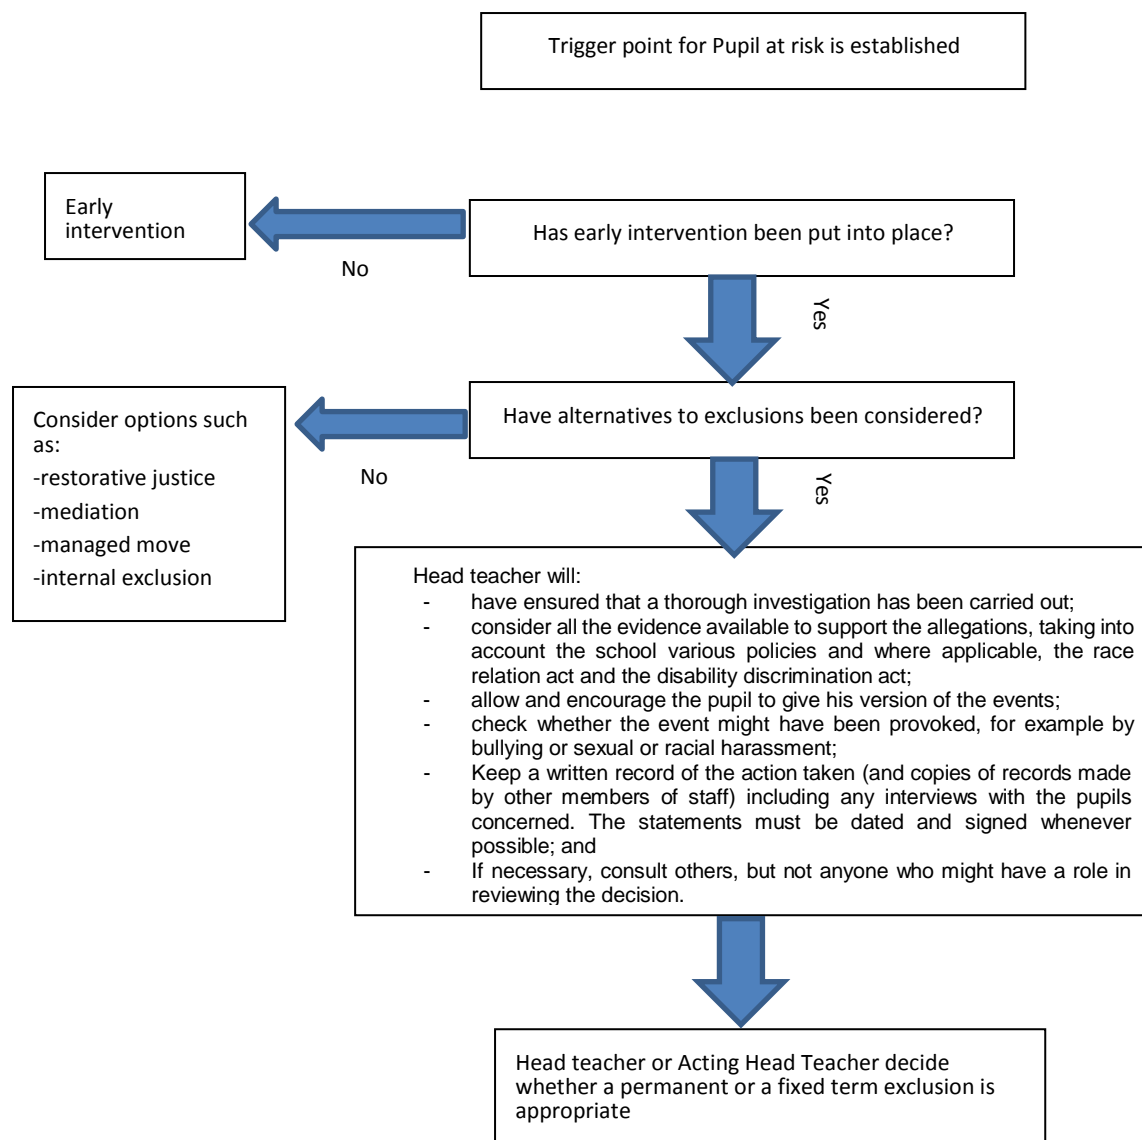 Trigger point for Pupil at risk is established
Early
intervention
Has early intervention been put into place?
No
Yes
Consider options such
as:
-restorative justice
-mediation
-managed move
-internal exclusion
Have alternatives to exclusions been considered?
No
Yes
Head teacher will:
- have ensured that a thorough investigation has been carried out;
- consider all the evidence available to support the allegations, taking into
account the school various policies and where applicable, the race
relation act and the disability discrimination act;
- allow and encourage the pupil to give his version of the events;
- check whether the event might have been provoked, for example by
bullying or sexual or racial harassment;
- Keep a written record of the action taken (and copies of records made
by other members of staff) including any interviews with the pupils
concerned. The statements must be dated and signed whenever
possible; and
- If necessary, consult others, but not anyone who might have a role in
reviewing the decision.
Head teacher or Acting Head Teacher decide
whether a permanent or a fixed term exclusion is
appropriate